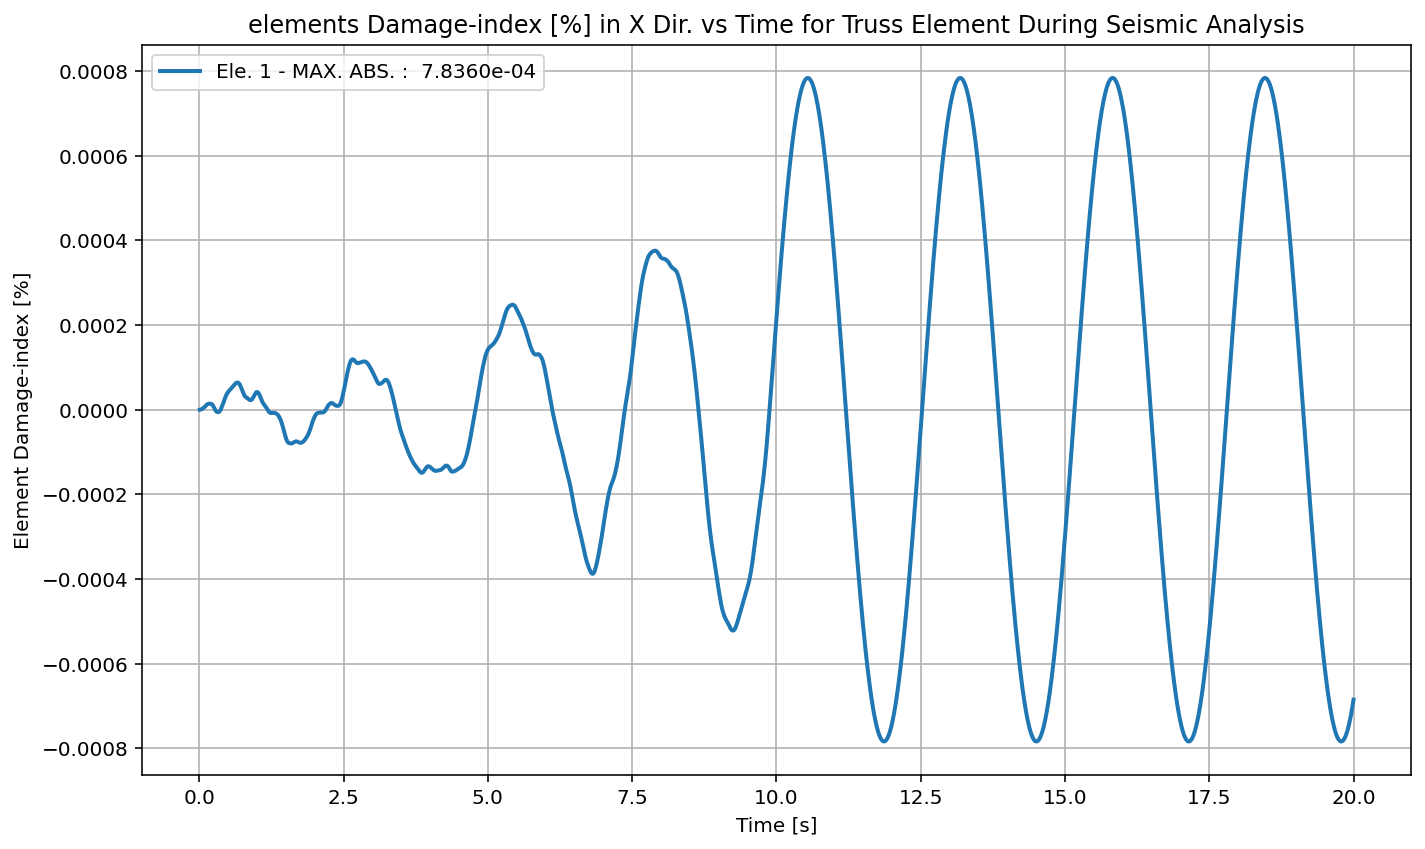 elements Damage-index [%] in X Dir. vs Time for Truss Element During Seismic Analysis
Ele. 1 - MAX. ABS. :  7.8360e-04
Element Damage-index [%]
0.0008
0.0006
0.0004
0.0002
0.0000
−0.0002
−0.0004
−0.0006
−0.0008
0.0 2.5 5.0 7.5 10.0 12.5 15.0 17.5 20.0
Time [s]